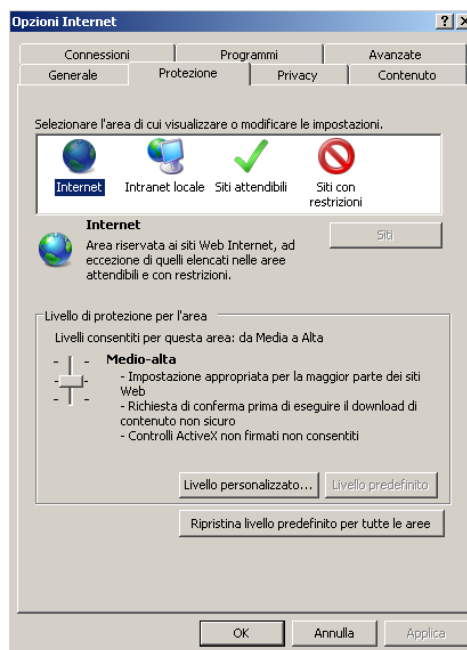 Opzioni Internet
Connessioni Programmi Avanzate
Generale Protezione Privacy Contenuto
Selezionare l'area di cui visualizzare o modificare le impostazioni.
Internet Intranet locale Siti attendibili Siti con
restrizioni
Internet
Siti
Area riservata ai siti Web Internet, ad
eccezione di quelli elencati nelle aree
attendibili e con restrizioni.
Livello di protezione per l'area
Livelli consentiti per questa area: da Media a Alta
Medio-alta
- Impostazione appropriata per la maggior parte dei siti
Web
- Richiesta di conferma prima di eseguire il download di
contenuto non sicuro
- Controlli ActiveX non firmati non consentiti
Livello personalizzato... Livello predefinito
Ripristina livello predefinito per tutte le aree
OK Annulla Applica